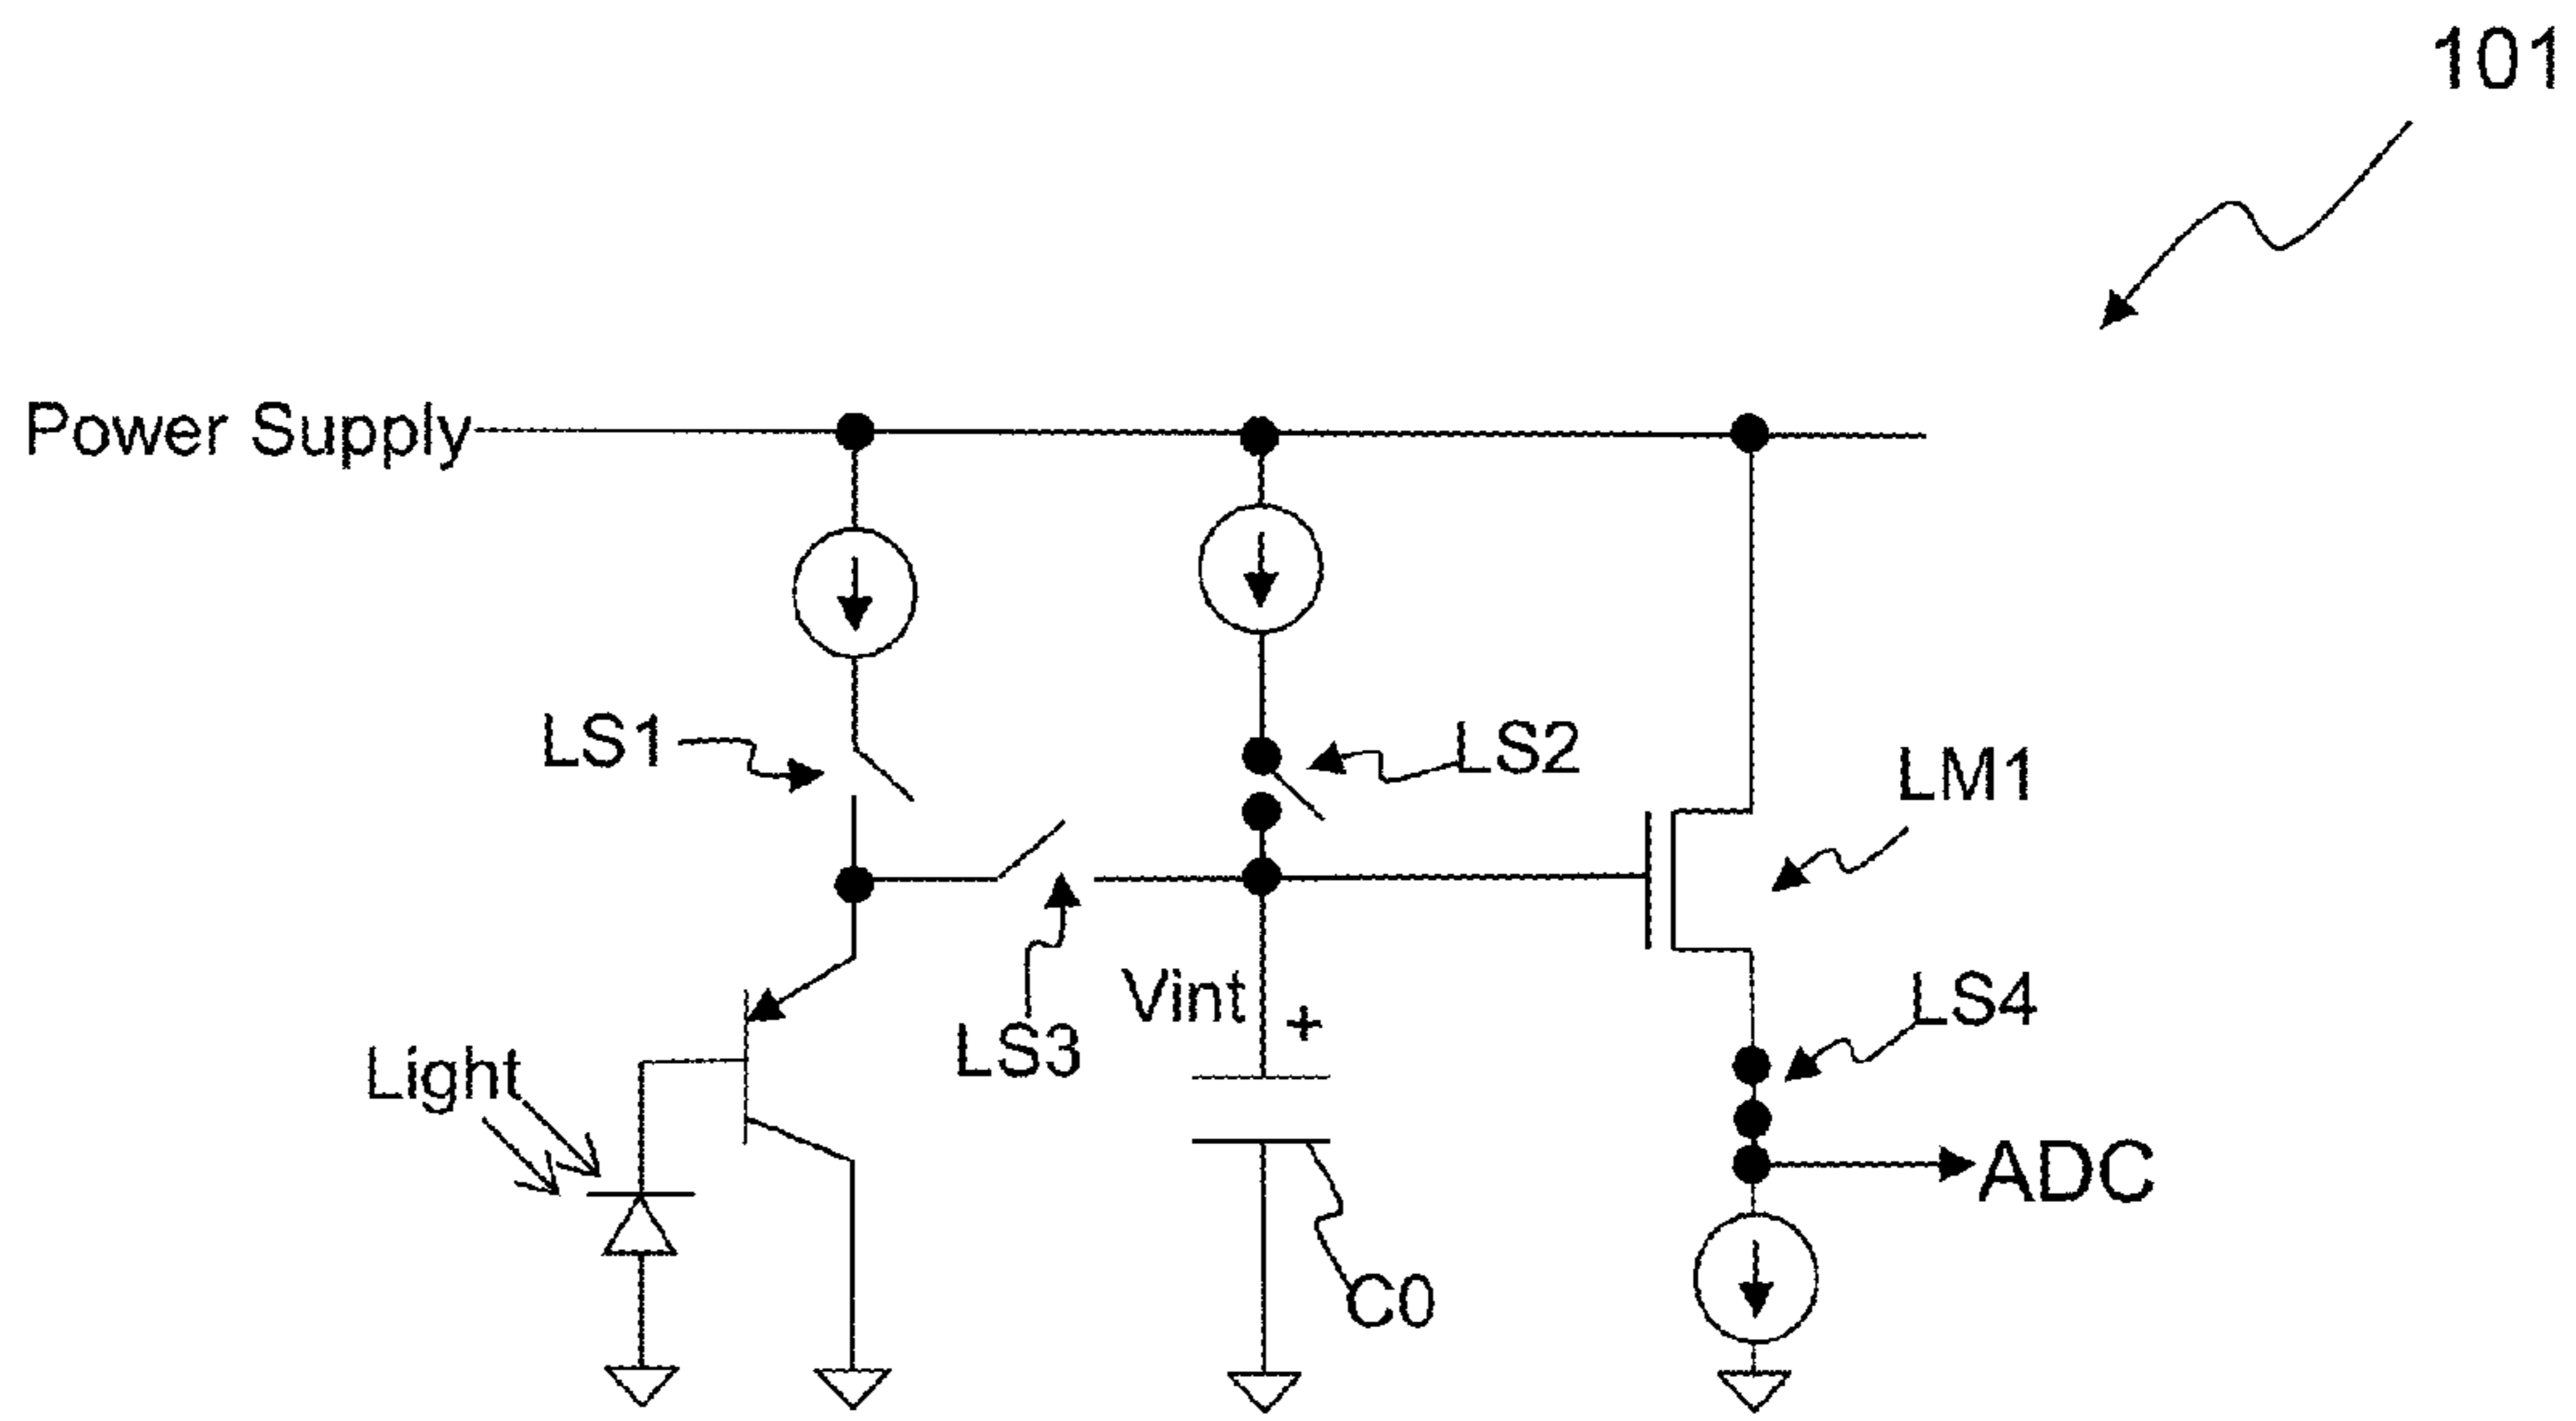 101
Power Supply
LS1
LS2
LM1
Vint
+
LS3
LS4
Light
ADC
C0